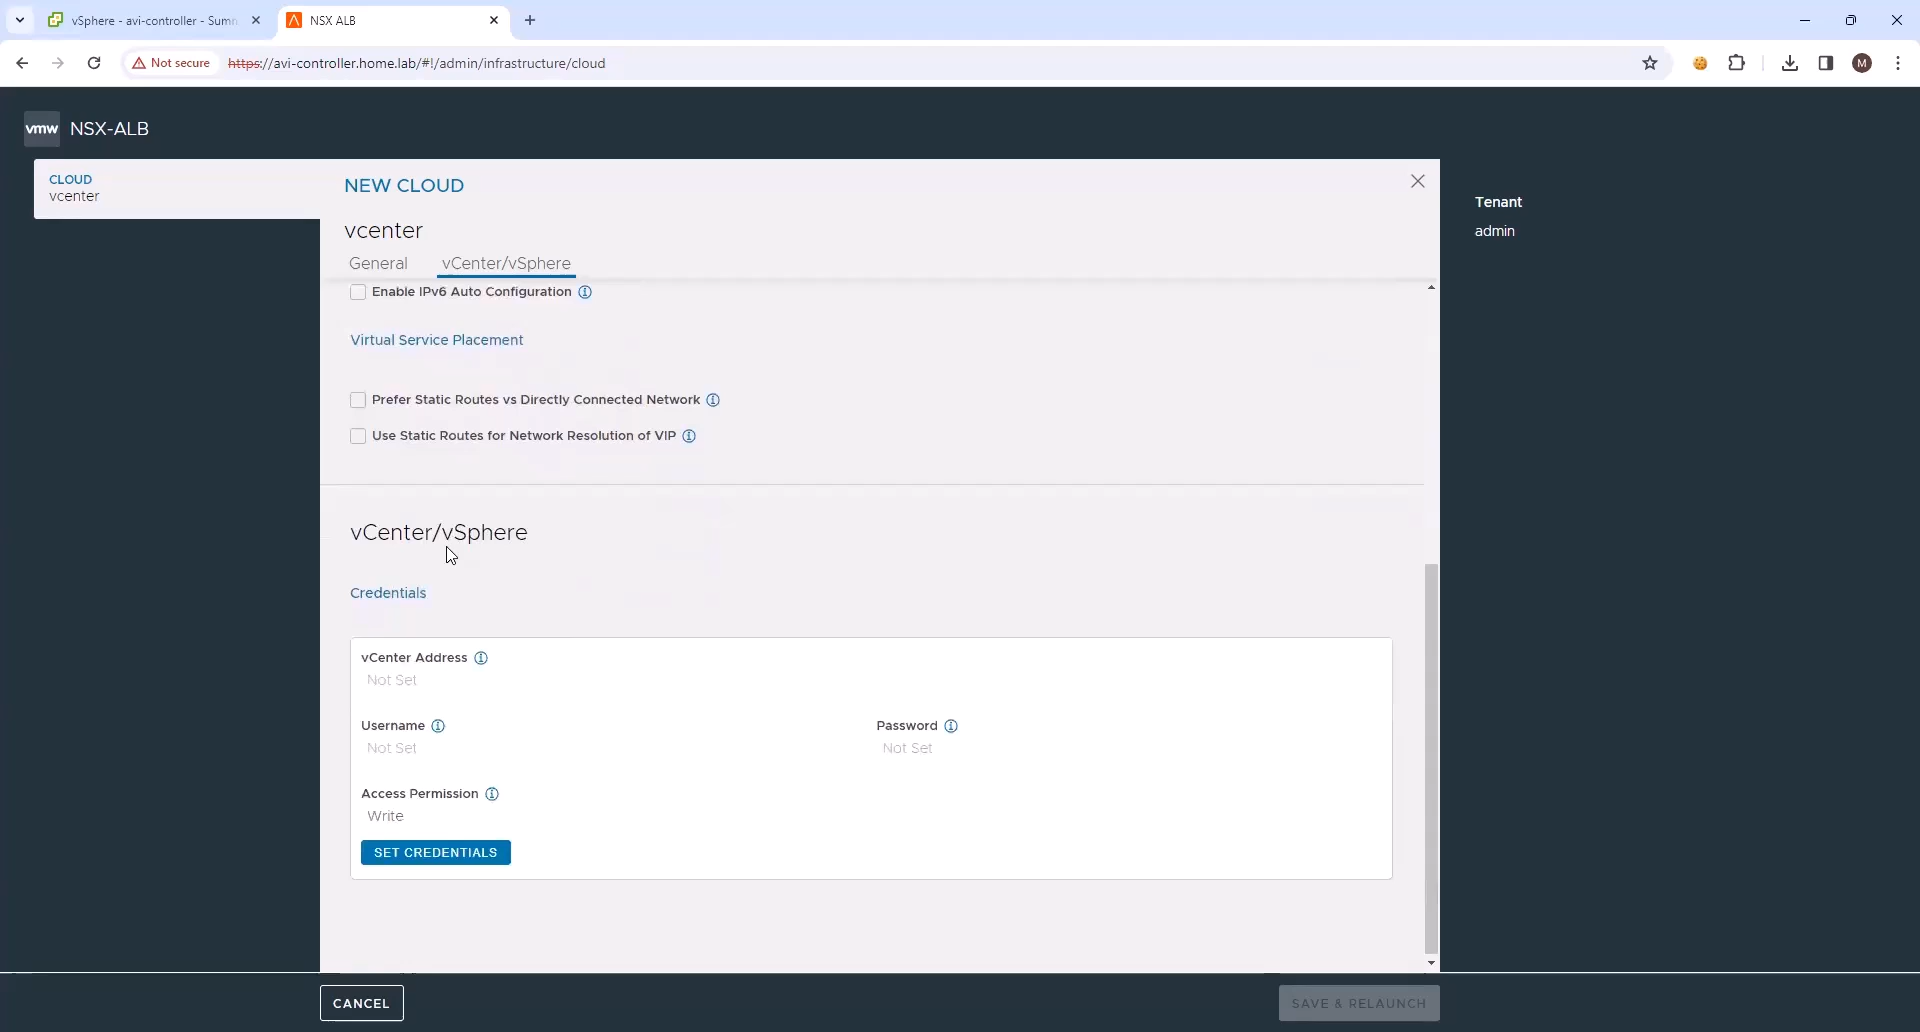 vSphere - avi-controller - Sumn
NSX ALB
Not secure
https://avi-controller.home.lab/#!/admin/infrastructure/cloud
M
vmw NSX-ALB
CLOUD
vcenter
NEW CLOUD
vcenter
General
vCenter/vSphere
Tenant
admin
Enable IPv6 Auto Configuration
Virtual Service Placement
Prefer Static Routes vs Directly Connected Network
Use Static Routes for Network Resolution of VIP
vCenter/vSphere
Credentials
vCenter Address
Not Set
Username
Password
Not Set
Not Set
Access Permission
Write
SET CREDENTIALS
CANCEL
SAVE & RELAUNCH